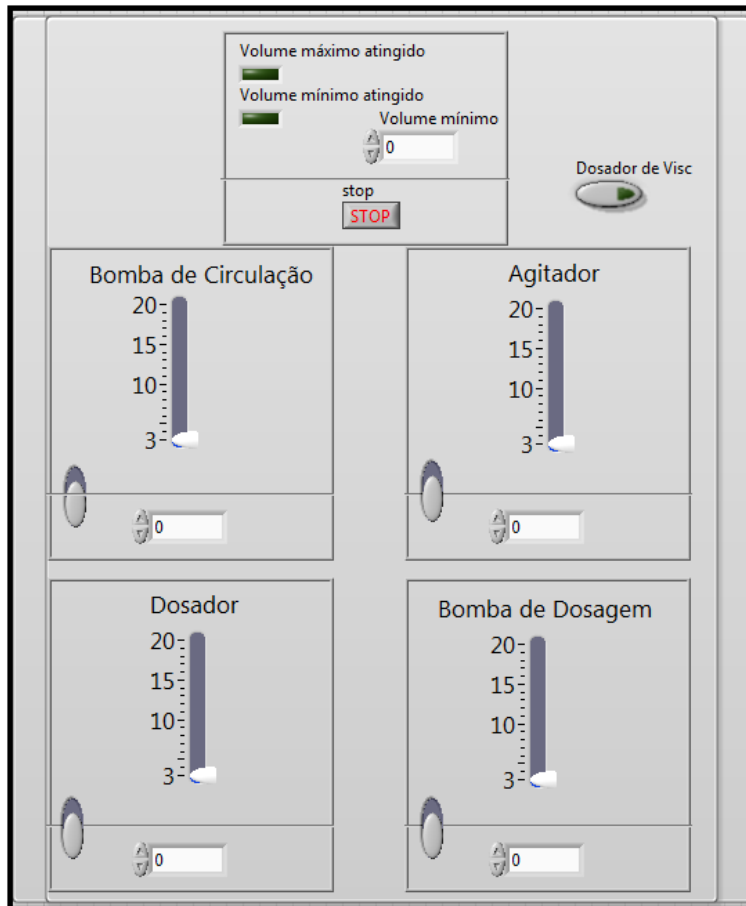 Volume máximo atingido
Volume mínimo atingido
Volume mínimo
0
Dosador de Visc
stop
STOP
Bomba de Circulação
20
15
10
3
0
Agitador
20
15
10
3
0
Dosador
20
15
10
3
0
Bomba de Dosagem
20
15
10
3
0